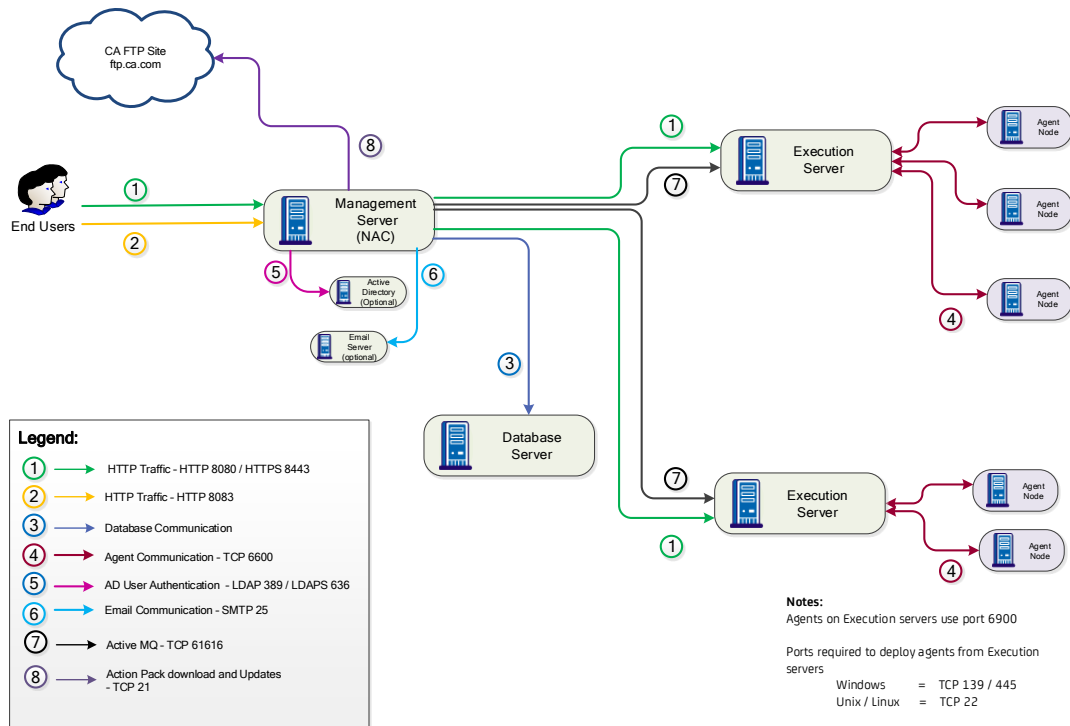 CA FTP Site
ftp.ca.com
8
1
7
Execution
Server
Agent
Node
Agent
Node
Agent
Node
4
End Users
1
2
Management
Server
(NAC)
5
6
Active
Directory
(Optional)
Email
Server
(optional)
3
Database
Server
7
1
Execution
Server
Agent
Node
Agent
Node
4
Legend:
1 HTTP Traffic - HTTP 8080 / HTTPS 8443
2 HTTP Traffic - HTTP 8083
3 Database Communication
4 Agent Communication - TCP 6600
5 AD User Authentication - LDAP 389 / LDAPS 636
6 Email Communication - SMTP 25
7 Active MQ - TCP 61616
8 Action Pack download and Updates
- TCP 21
Notes:
Agents on Execution servers use port 6900
Ports required to deploy agents from Execution
servers
Windows = TCP 139 / 445
Unix / Linux = TCP 22